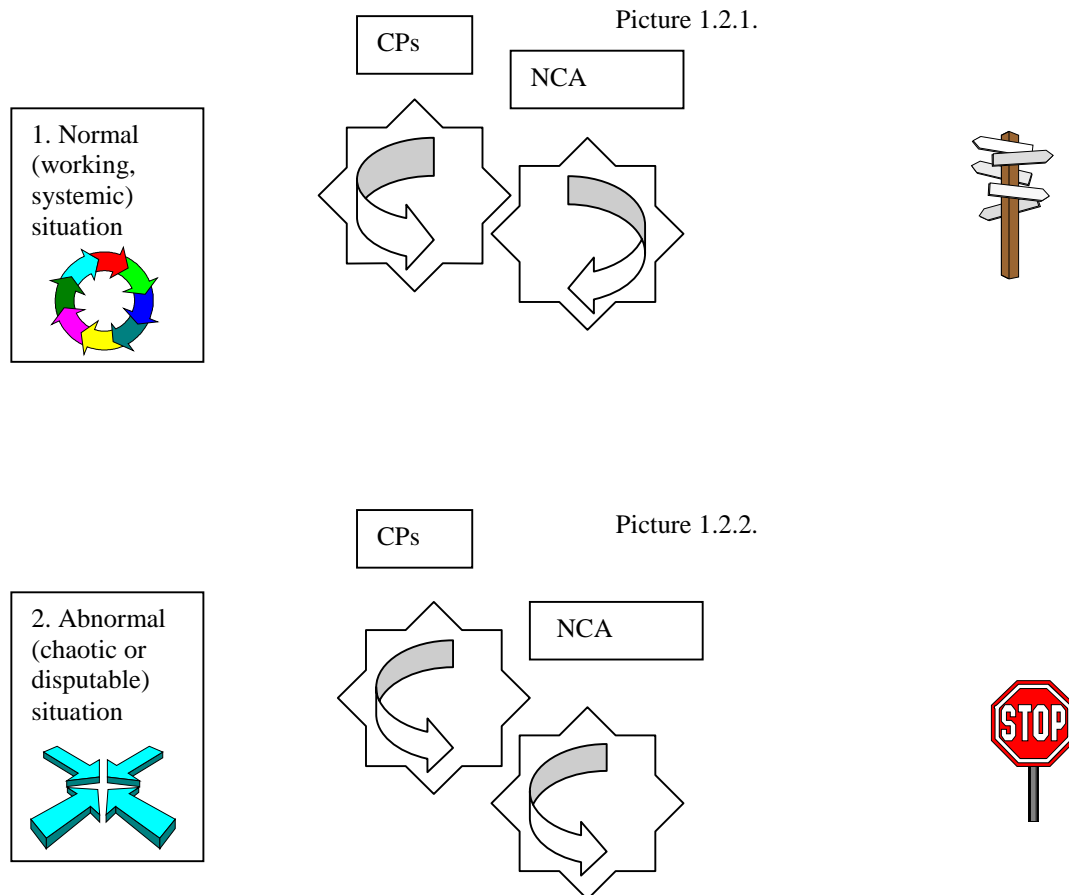 Picture 1.2.1.
CPs
NCA
1. Normal
(working,
systemic)
situation
Picture 1.2.2.
CPs
NCA
2. Abnormal
(chaotic or
disputable)
situation
STOP